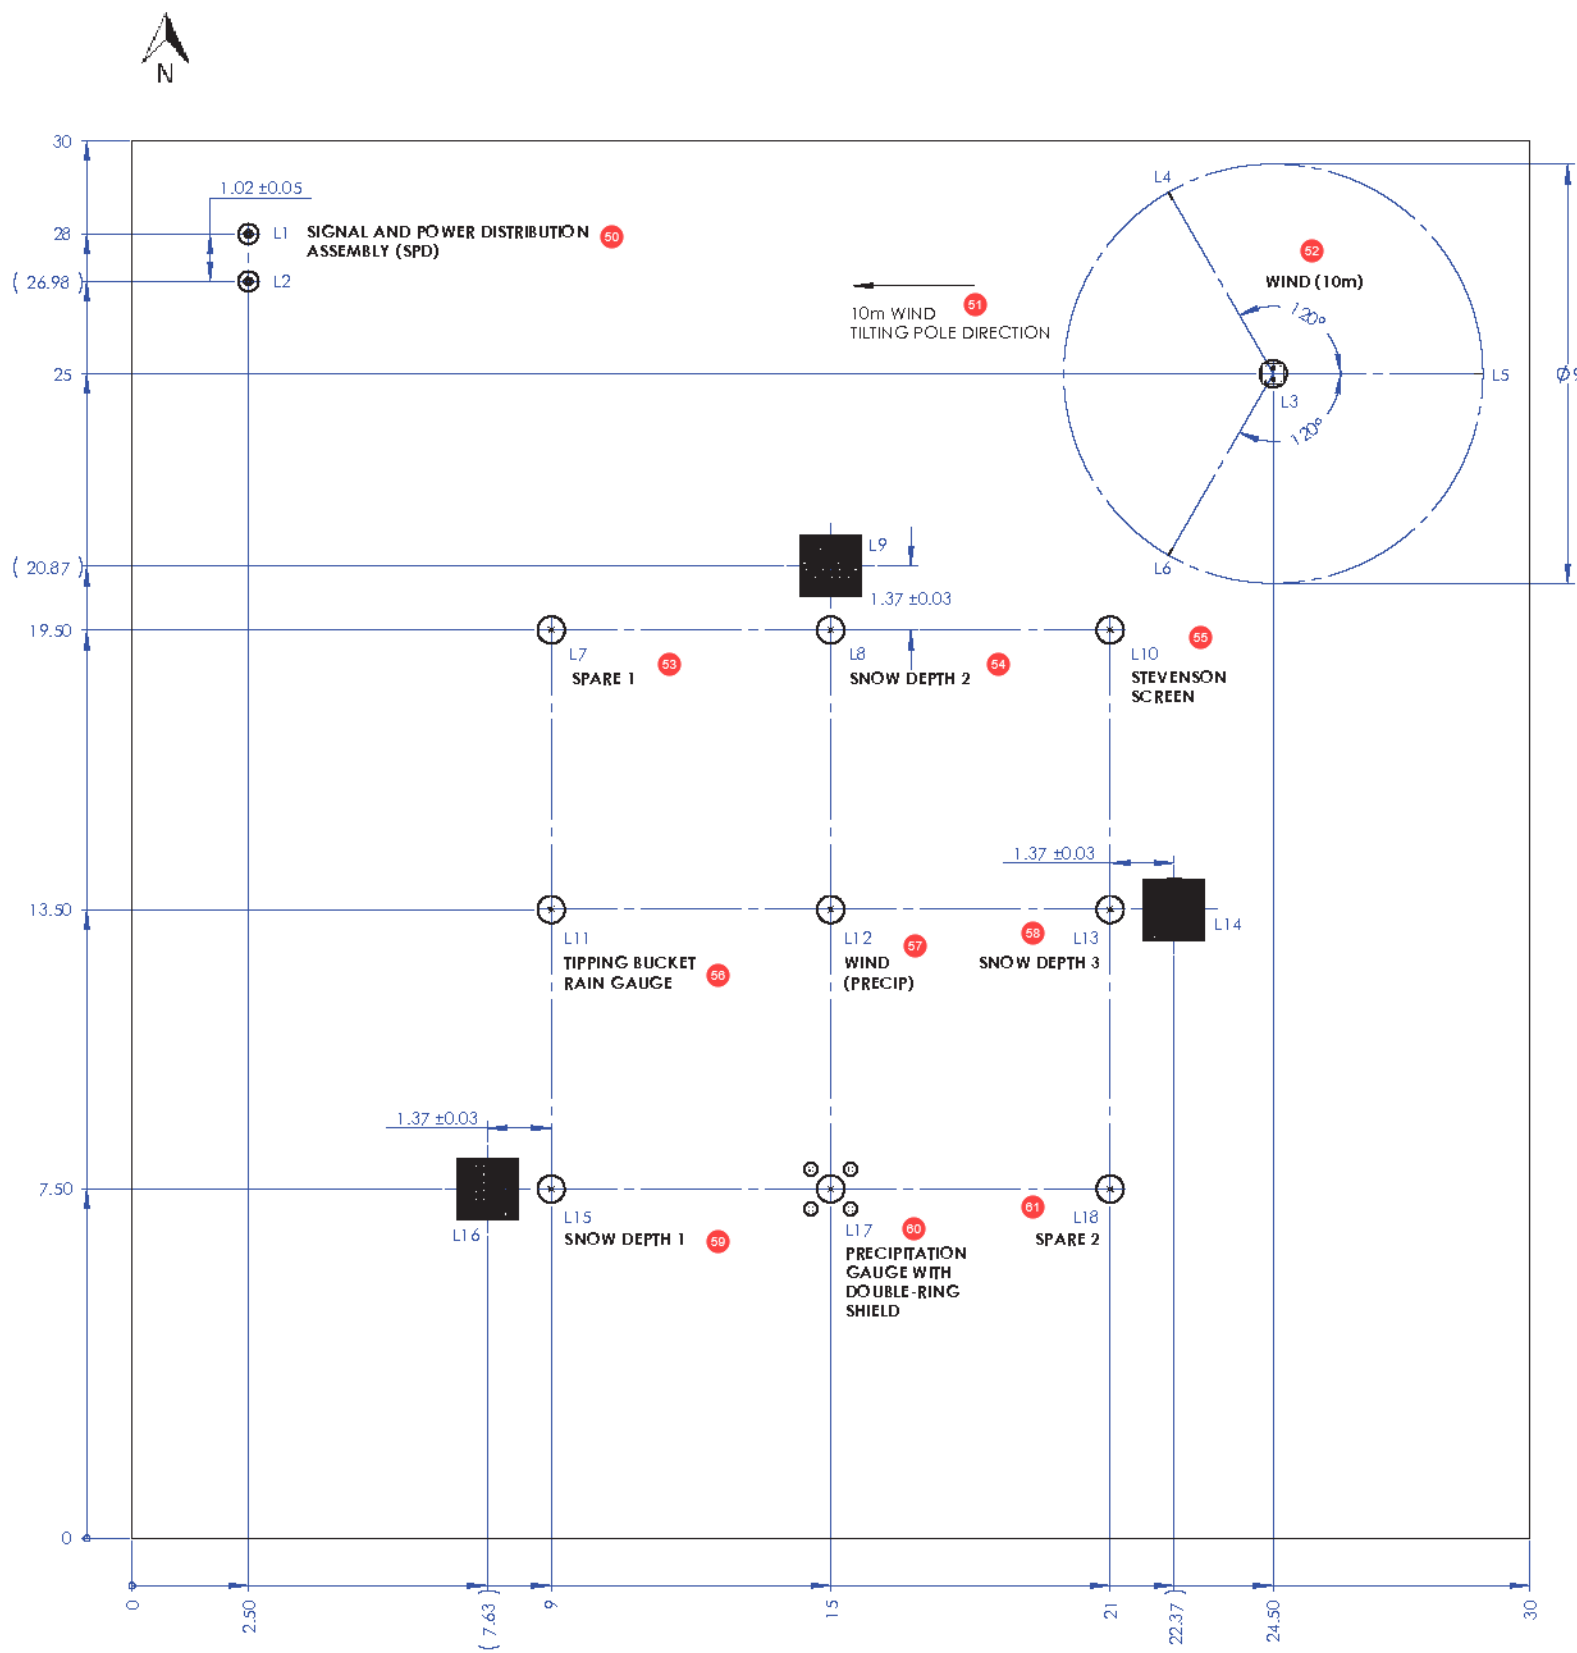 N
30
1.02 ±0.05
28
L1 SIGNAL AND POWER DISTRIBUTION
ASSEMBLY (SPD)
50
( 26.98 )
L2
L4
52
WIND (10m)
51
10m WIND
TILTING POLE DIRECTION
120°
25
L5
L3
120°
L6
L9
( 20.87 )
1.37 ±0.03
19.50
L7
SPARE 1
53
L8
SNOW DEPTH 2
54
55
L10
STEVENSON
SCREEN
1.37 ±0.03
13.50
L14
L11
TIPPING BUCKET
RAIN GAUGE
56
L12
WIND
(PRECIP)
57
58
L13
SNOW DEPTH 3
1.37 ±0.03
7.50
L16
L15
SNOW DEPTH 1
59
L17
60
PRECIPITATION
GAUGE WITH
DOUBLE-RING
SHIELD
61
L18
SPARE 2
0
0
2.50
( 7.63 )
9
15
21
22.37 )
24.50
30